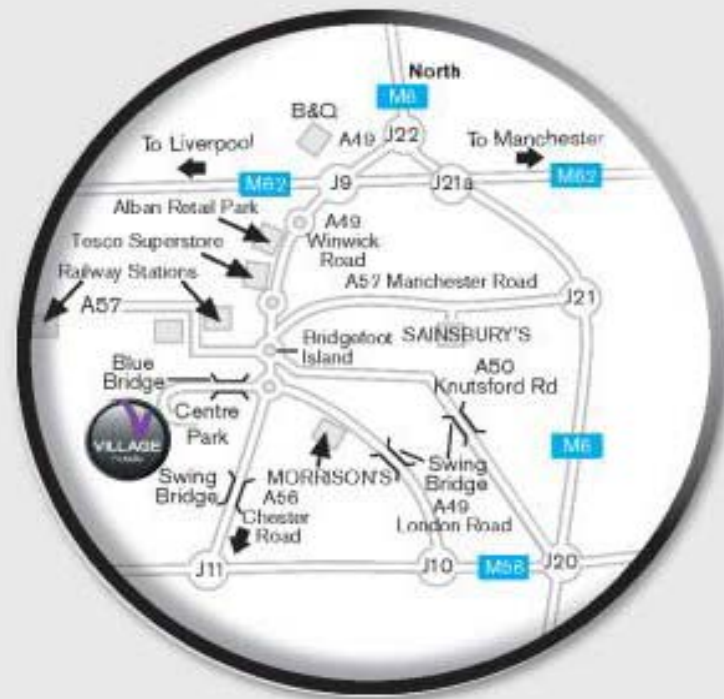 North
M6
B&Q
A49
J22
To Liverpool
To Manchester
M62
J9
J21a
M62
Alban Retail Park
A49
Winwick
Road
Tesco Superstore
Railway Stations
A57 Manchester Road
A57
J21
Bridgefoot
Island
SAINSBURY'S
Blue
Bridge
A50
Knutsford Rd
Centre
Park
VILLAGE
M6
Swing
Bridge
MORRISON'S
Swing
Bridge
A56
Chester
Road
A49
London Road
J11
J10
M56
J20